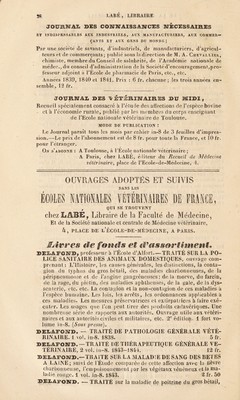 26 LABÉ, LIBRAIRE
JOURNAL DES CONNAISSANCES NÉCESSAIRES
ET INDISPENSABLES AUX INDUSTRIELS, AUX MANUFACTURIERS, AUX COMMER-
ÇANTS ET AUX GENS DU MONDE;
Par une société de savants, d'industriels, de manufacturiers, d'agricul-
teurs et de commerçants; publié sous la direction de M. A. CHEVALLIER,
chimiste, membre du Conseil de salubrité, de l'Académie nationale de
médec., du conseil d'administration de la Société d'encouragement, pro-
fesseur adjoint à l'École de pharmacie de Paris, etc., etc.
Années 1839, 1840 et 1841. Prix: 6 fr. chacune; les trois années en-
semble, 12 fr.
JOURNAL DES VÉTÉRINAIRES DU MIDI,
Recueil spécialement consacré à l'étude des affections de l'espèce Bovine
et à l'économie rurale, publié par les membres du corps enseignant
de l'École nationale vétérinaire de Toulouse.
MODE DE PUBLICATION:
Le Journal paraît tous les mois par cahier in-8 de 3 feuilles d'impres-
sion.—Le prix de l'abonnement est de 8 fr. pour toute la France, et 10 fr.
pour l'étranger.
ON S'ABONNE: A Toulouse, à l'École nationale vétérinaire;
A Paris, chez LABÉ, éditeur du Recueil de Médecine
vétérinaire, place de l'École-de-Médecine, 4.
OUVRAGES ADOPTÉS ET SUIVIS
DANS LES
ÉCOLES NATIONALES VÉTÉRINAIRES DE FRANCE,
QUI SE TROUVENT
chez LABÉ, Libraire de la Faculté de Médecine,
Et de la Société nationale et centrale de Médecine vétérinaire,
4, PLACE DE L'ÉCOLE-DE-MÉDECINE, A PARIS.
Livres de fonds et d'assortiment.
DELAFOND, professeur à l'École d'Alfort.—TRAITÉ SUR LA PO-
LICE SANITAIRE DES ANIMAUX DOMESTIQUES, ouvrage com-
prenant: L'Histoire, les causes générales, les distinctions, la conta-
gion du typhus du gros bétail, des maladies charbonneuses, de la
péripneumonie et de l'angine gangréneuse; de la morve, du farcin,
de la rage, du piétin, des maladies aphtheuses, de la gale, de la dys-
senterie, etc. etc. La contagion et la non-contagion de ces maladies à
l'espèce humaine. Les lois, les arrêts, les ordonnances applicables à
ces maladies. Les mesures préservatrices et curatives à faire exé-
cuter. Les usages que l'on peut tirer des produits cadavériques. Une
nombreuse série de rapports aux autorités. Ouvrage utile aux vétéri-
naires et aux autorités civiles et militaires, etc. 2e édition. 1 fort vo-
lume in-8. (Sous presse).
DELAFOND. — TRAITÉ DE PATHOLOGIE GÉNÉRALE VÉTÉ-
RINAIRE. 1 vol. in-8. 1838. 5 fr.
DELAFOND.—TRAITÉ DE THÉRAPEUTIQUE GÉNÉRALE VÉ-
TÉRINAIRE, 2 vol. in-8. 1843-1844. 12 fr.
DELAFOND.—TRAITÉ SUR LA MALADIE DE SANG DES BÊTES
A LAINE; suivi de l'Étude comparée de cette affection avec la fièvre
charbonneuse, l'empoisonnement par les végétaux vénéneux et la ma-
ladie rouge. 1 vol. in-8. 1843. 3 fr. 50
DELAFOND. — TRAITÉ sur la maladie de poitrine du gros bétail,